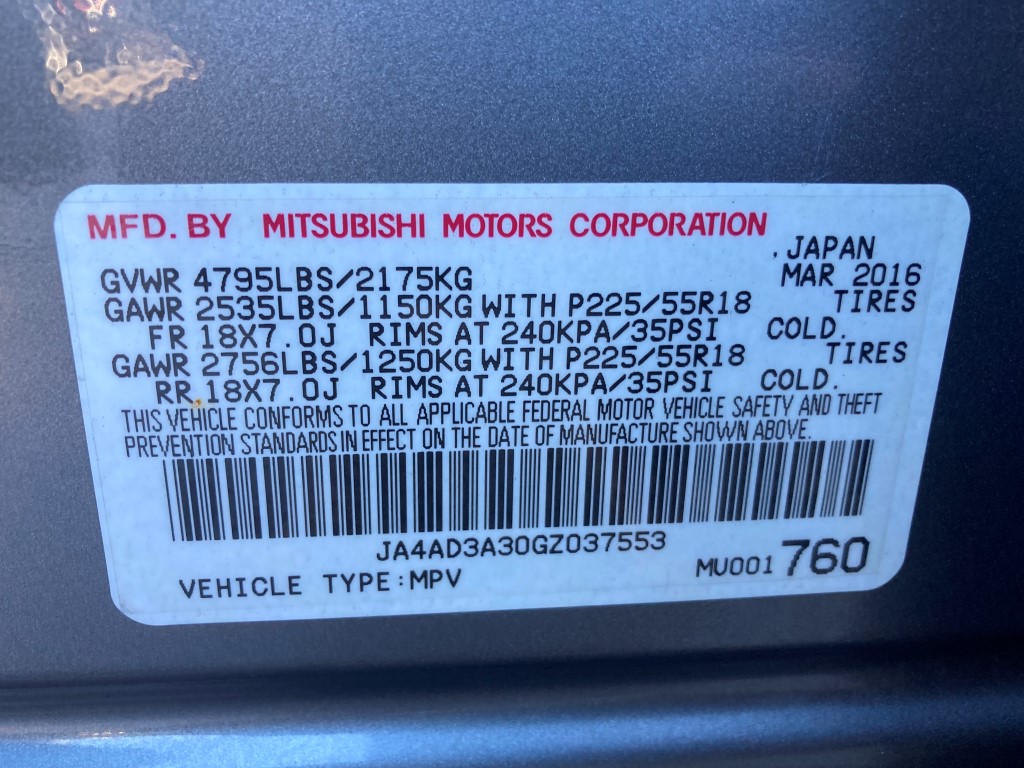 MFD. BY MITSUBISHI MOTORS CORPORATION
, JAPAN
GVWR 4795LBS/2175KG MAR 2016
GAWR 2535LBS/1150KG WITH P225/55R18 TIRES
FR 18X7.0J RIMS AT 240KPA/35PSI COLD.
GAWR 2756LBS/1250KG WITH P225/55R18 TIRES
RR 18X7.0J RIMS AT 240KPA/35PSI COLD.
THIS VEHICLE CONFORMS TO ALL APPLICABLE FEDERAL MOTOR VEHICLE SAFETY AND THEFT
PREVENTION STANDARDS IN EFFECT ON THE DATE OF MANUFACTURE SHOWN ABOVE.
JA4AD3A30GZ037553
VEHICLE TYPE:MPV MU001 760